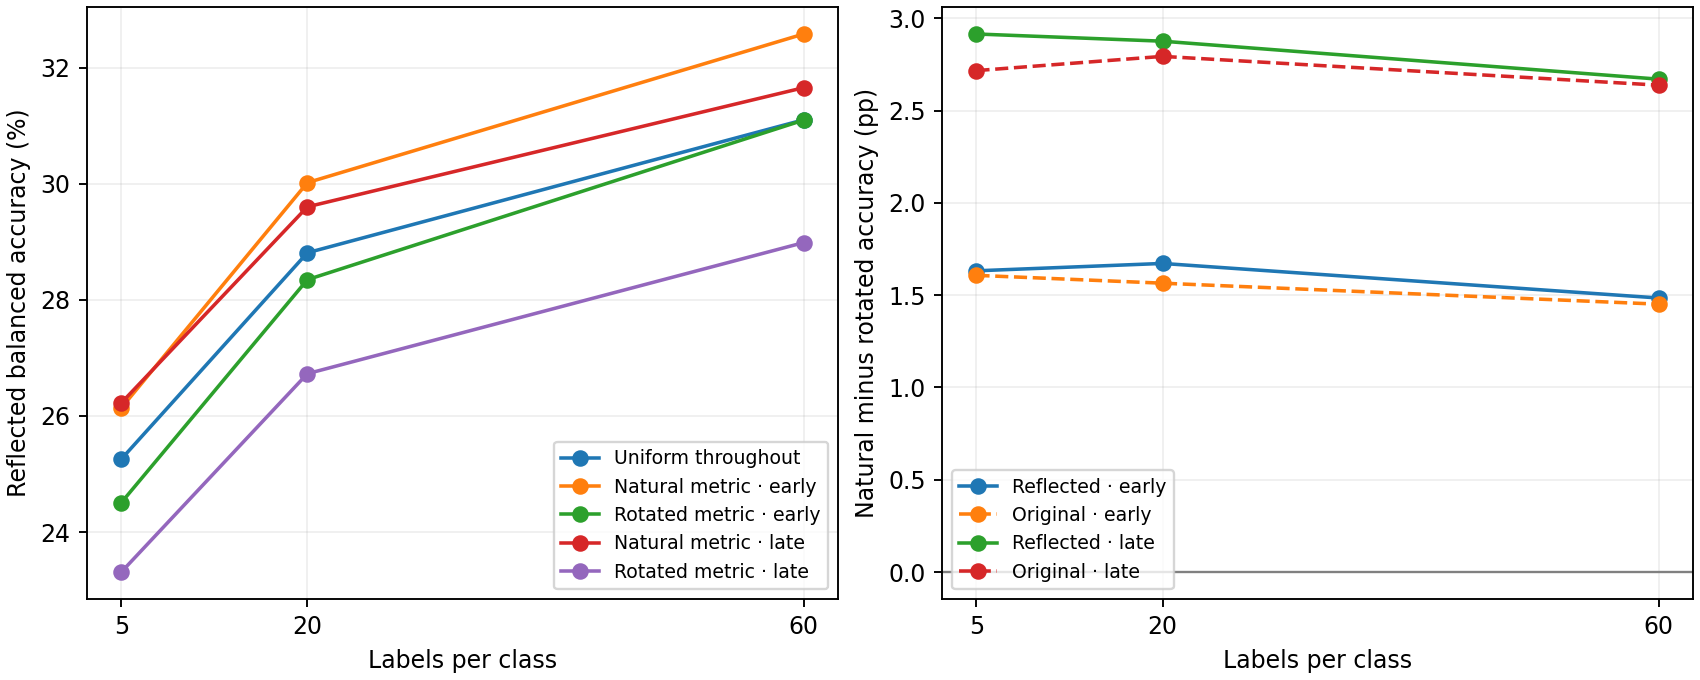 Reflected balanced accuracy (%)
32
30
28
26
24
5
20
60
Labels per class
Uniform throughout
Natural metric · early
Rotated metric · early
Natural metric · late
Rotated metric · late
Natural minus rotated accuracy (pp)
3.0
2.5
2.0
1.5
1.0
0.5
0.0
5
20
60
Labels per class
Reflected · early
Original · early
Reflected · late
Original · late